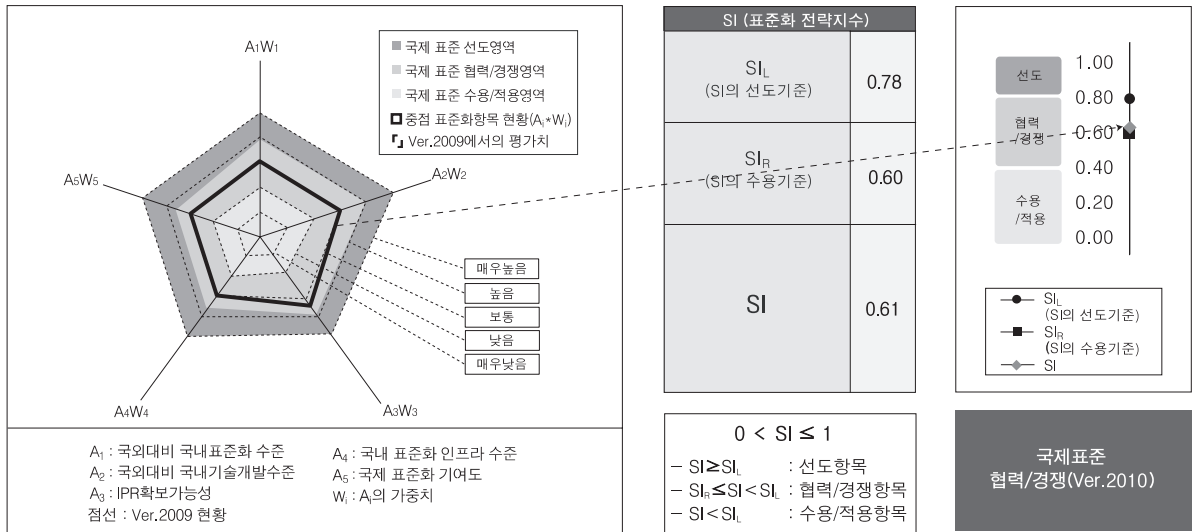 A₁W₁
■ 국제 표준 선도영역
■ 국제 표준 협력/경쟁영역
■ 국제 표준 수용/적용영역
중점 표준화항목 현황(Aᵢ*Wᵢ)
Ver.2009에서의 평가치
A₂W₂
A₅W₅
매우높음
높음
보통
낮음
매우낮음
A₄W₄
A₃W₃
A₁ : 국외대비 국내표준화 수준
A₂ : 국외대비 국내기술개발수준
A₃ : IPR확보가능성
점선 : Ver.2009 현황
A₄ : 국내 표준화 인프라 수준
A₅ : 국제 표준화 기여도
Wᵢ : Aᵢ의 가중치
SI (표준화 전략지수)
SI_L
(SI의 선도기준)
0.78
SI_R
(SI의 수용기준)
0.60
SI
0.61
0 < SI ≤ 1
– SI≥SI_L : 선도항목
– SI_R≤SI<SI_L : 협력/경쟁항목
– SI<SI_L : 수용/적용항목
선도
협력
/경쟁
수용
/적용
1.00
0.80
0.60
0.40
0.20
0.00
SI_L
(SI의 선도기준)
SI_R
(SI의 수용기준)
SI
국제표준
협력/경쟁(Ver.2010)